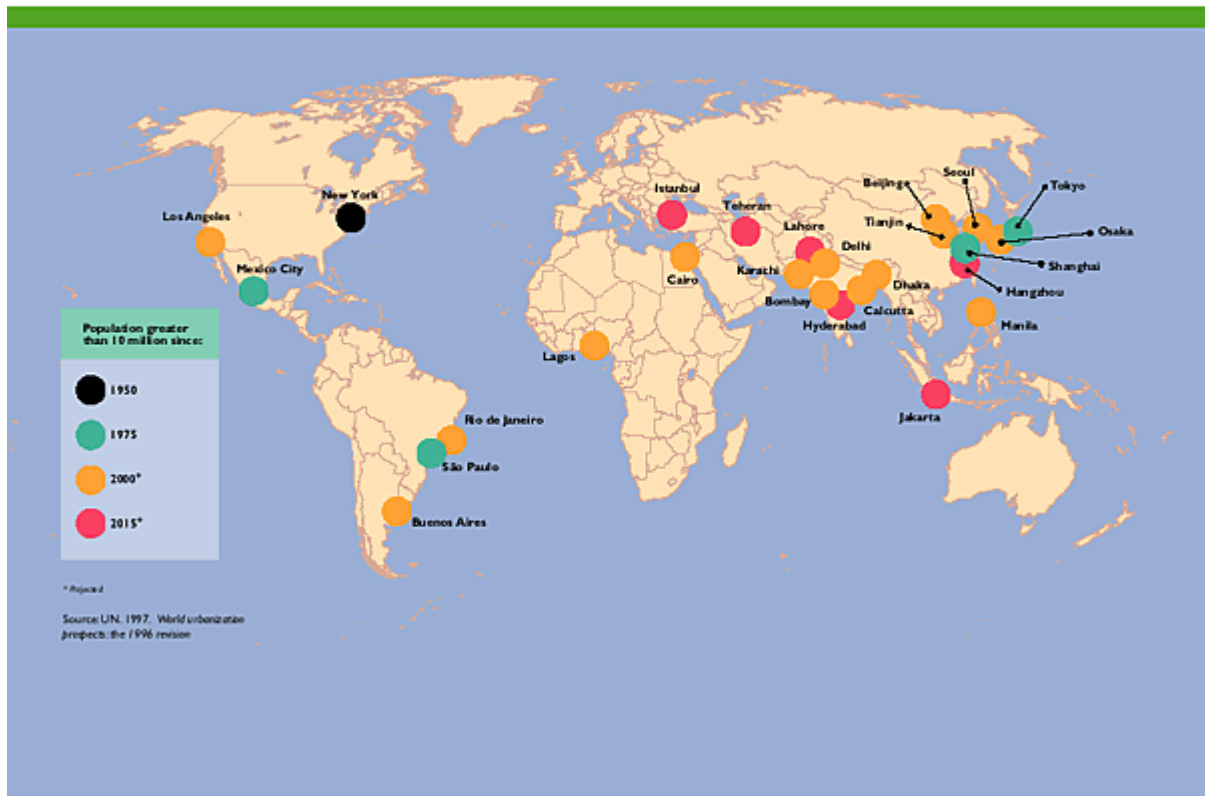 New York
Los Angeles
Mexico City
Istanbul
Teheran
Lahore
Delhi
Karachi
Cairo
Bombay
Dhaka
Calcutta
Hyderabad
Lagos
Beijing
Seoul
Tokyo
Tianjin
Osaka
Shanghai
Hangzhou
Manila
Jakarta
Rio de Janeiro
São Paulo
Buenos Aires
Population greater
than 10 million since:
1950
1975
2000*
2015*
* Projected
Source: UN. 1997. World urbanization
prospects: the 1996 revision